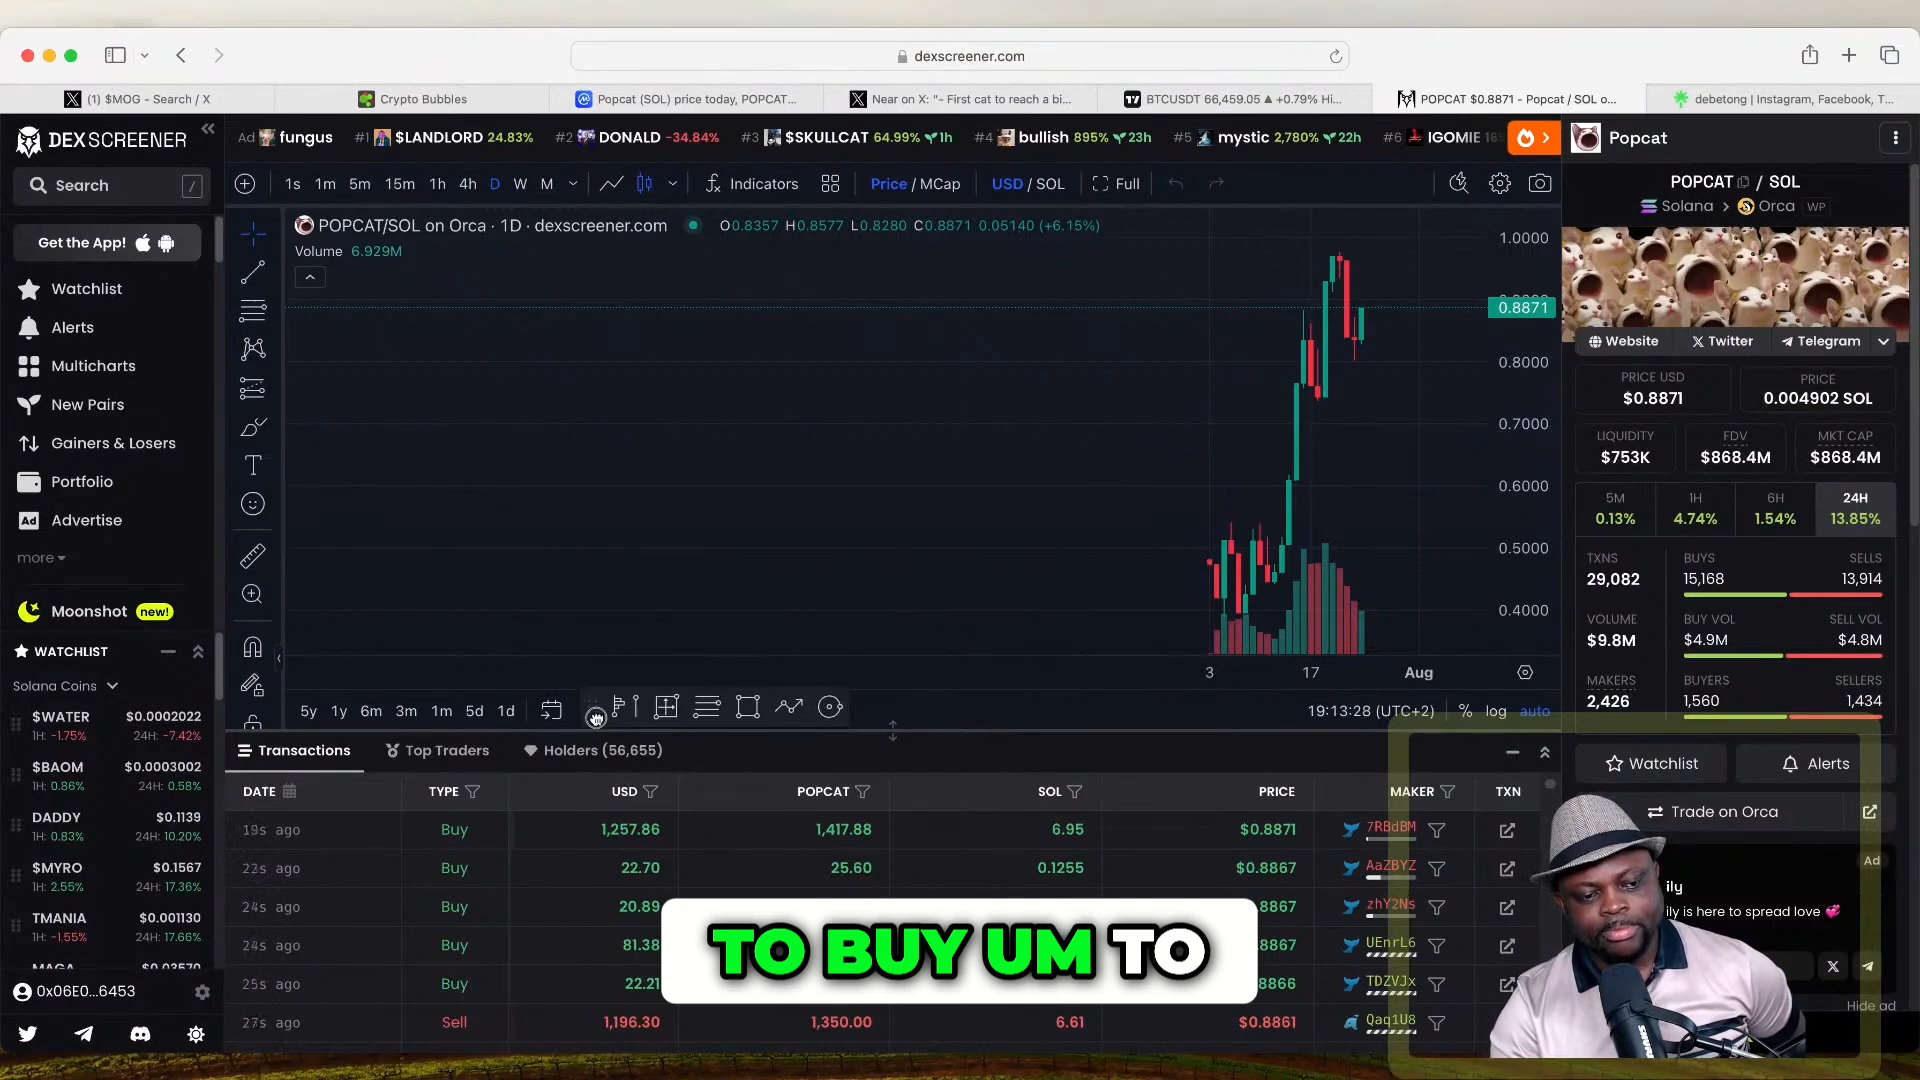 dexscreener.com
(1) $MOG - Search / X
Crypto Bubbles
Popcat (SOL) price today, POPCAT...
Near on X: "- First cat to reach a bi...
BTCUSDT 66,459.05 ▲ +0.79% Hi...
POPCAT $0.8871 - Popcat / SOL o...
debetong | Instagram, Facebook, T...
DEXSCREENER
Ad fungus
#1 $LANDLORD 24.83%
#2 DONALD -34.84%
#3 $SKULLCAT 64.99% 1h
#4 bullish 895% 23h
#5 mystic 2,780% 22h
#6 IGOMIE
Popcat
Search /
Get the App!
Watchlist
Alerts
Multicharts
New Pairs
Gainers & Losers
Portfolio
Ad Advertise
more
Moonshot new!
WATCHLIST
Solana Coins
$WATER $0.0002022
1H: -1.75% 24H: -7.42%
$BAOM $0.0003002
1H: 0.86% 24H: 0.58%
DADDY $0.1139
1H: 0.83% 24H: 10.20%
$MYRO $0.1567
1H: 2.55% 24H: 17.36%
TMANIA $0.001130
1H: -1.55% 24H: 17.66%
MAGA $0.03570
0x06E0...6453
1s 1m 5m 15m 1h 4h D W M
Indicators
Price / MCap
USD / SOL
Full
POPCAT/SOL on Orca · 1D · dexscreener.com
O0.8357 H0.8577 L0.8280 C0.8871 0.05140 (+6.15%)
Volume 6.929M
1.0000
0.8871
0.8000
0.7000
0.6000
0.5000
0.4000
3 17 Aug
5y 1y 6m 3m 1m 5d 1d
19:13:28 (UTC+2) % log auto
Transactions
Top Traders
Holders (56,655)
DATE TYPE USD POPCAT SOL PRICE MAKER TXN
19s ago Buy 1,257.86 1,417.88 6.95 $0.8871 7RBdBM
22s ago Buy 22.70 25.60 0.1255 $0.8867 AaZBYZ
24s ago Buy 20.89 8867 zhY2Ns
24s ago Buy 81.38 8867 UEnrL6
25s ago Buy 22.21 8866 TDZVJx
27s ago Sell 1,196.30 1,350.00 6.61 $0.8861 Qaq1U8
TO BUY UM TO
POPCAT / SOL
Solana > Orca WP
Website
Twitter
Telegram
PRICE USD
$0.8871
PRICE
0.004902 SOL
LIQUIDITY
$753K
FDV
$868.4M
MKT CAP
$868.4M
5M 1H 6H 24H
0.13% 4.74% 1.54% 13.85%
TXNS BUYS SELLS
29,082 15,168 13,914
VOLUME BUY VOL SELL VOL
$9.8M $4.9M $4.8M
MAKERS BUYERS SELLERS
2,426 1,560 1,434
Watchlist
Alerts
Trade on Orca
Ad
ily
ily is here to spread love
Hide ad